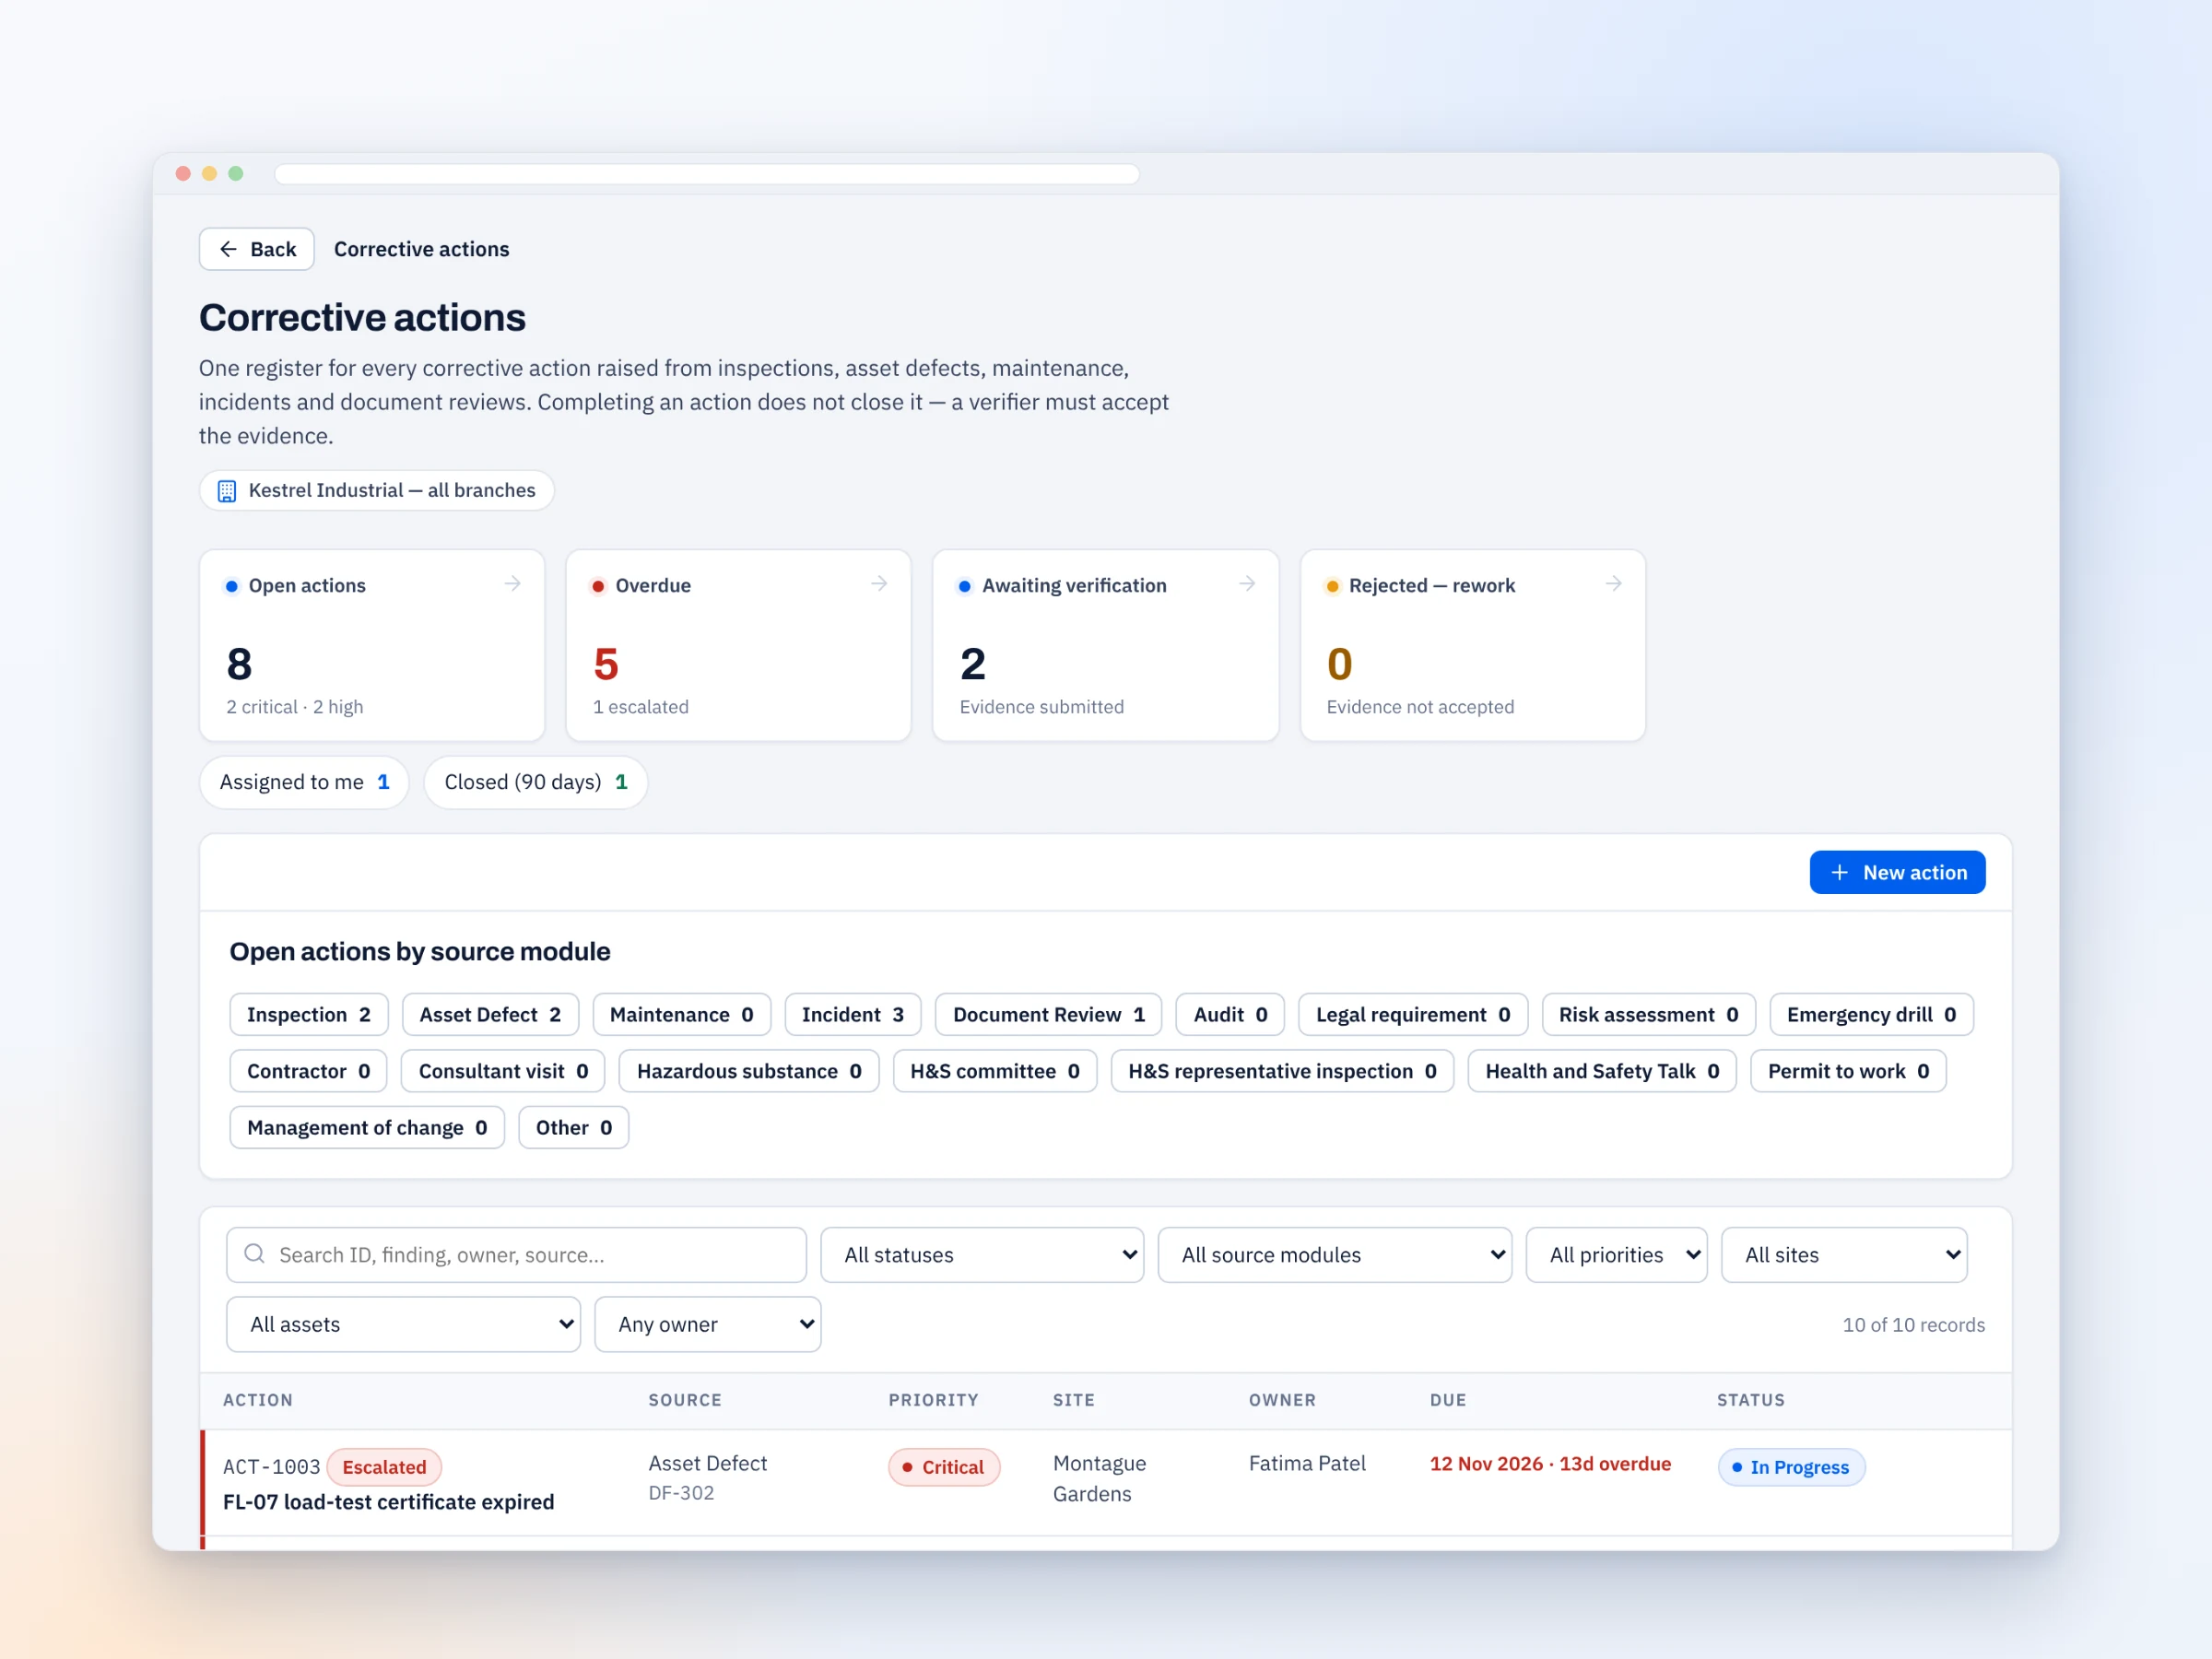 Back Corrective actions
Corrective actions
One register for every corrective action raised from inspections, asset defects, maintenance,
incidents and document reviews. Completing an action does not close it — a verifier must accept
the evidence.
Kestrel Industrial — all branches
Open actions
8
2 critical · 2 high
Overdue
5
1 escalated
Awaiting verification
2
Evidence submitted
Rejected — rework
0
Evidence not accepted
Assigned to me 1 Closed (90 days) 1
New action
Open actions by source module
Inspection 2 Asset Defect 2 Maintenance 0 Incident 3 Document Review 1 Audit 0 Legal requirement 0 Risk assessment 0 Emergency drill 0
Contractor 0 Consultant visit 0 Hazardous substance 0 H&S committee 0 H&S representative inspection 0 Health and Safety Talk 0 Permit to work 0
Management of change 0 Other 0
Search ID, finding, owner, source... All statuses All source modules All priorities All sites
All assets Any owner 10 of 10 records
ACTION SOURCE PRIORITY SITE OWNER DUE STATUS
ACT-1003 Escalated Asset Defect Critical Montague Fatima Patel 12 Nov 2026 · 13d overdue In Progress
FL-07 load-test certificate expired DF-302 Gardens